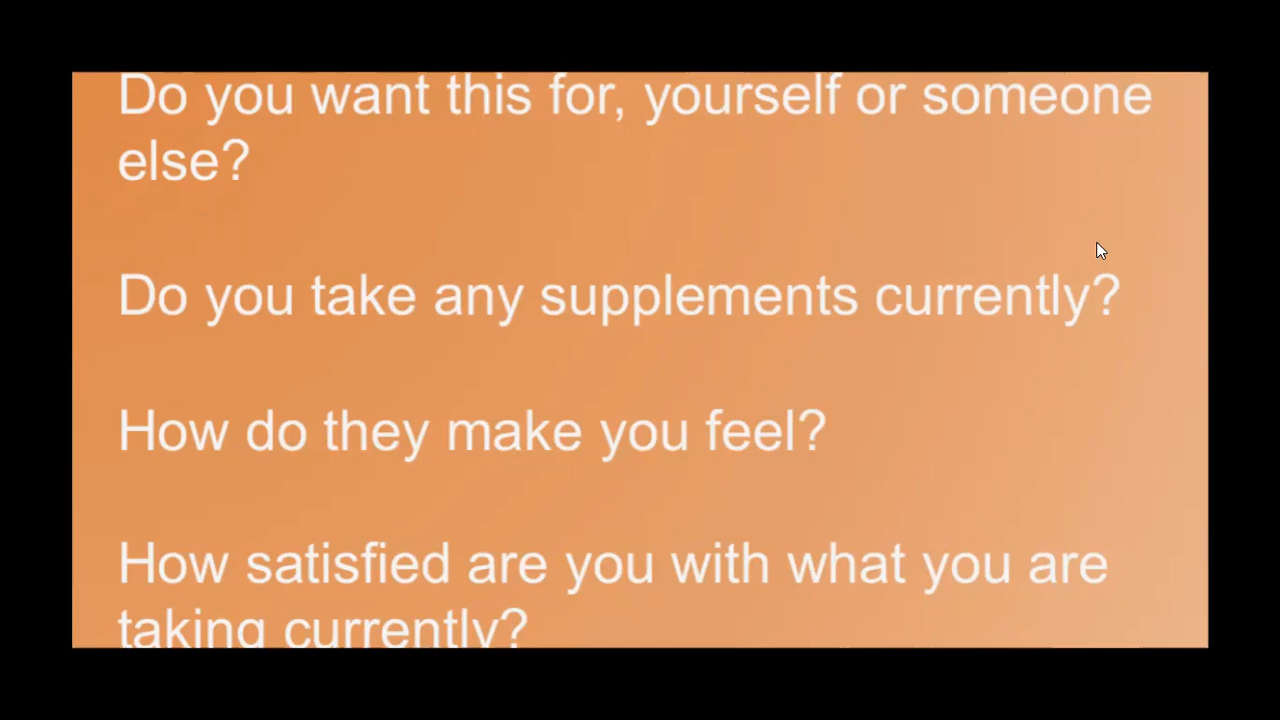 Do you want this for, yourself or someone
else?
Do you take any supplements currently?
How do they make you feel?
How satisfied are you with what you are
taking currently?